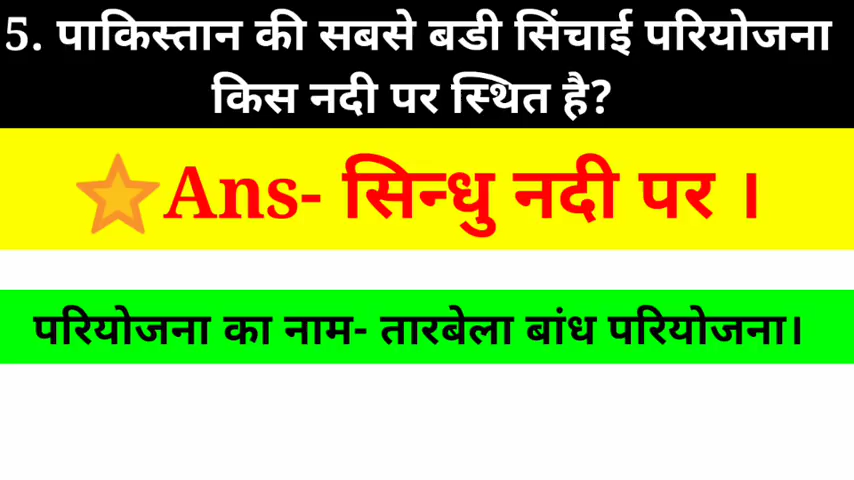 5. पाकिस्तान की सबसे बडी सिंचाई परियोजना
किस नदी पर स्थित है?
Ans- सिन्धु नदी पर ।
परियोजना का नाम- तारबेला बांध परियोजना।